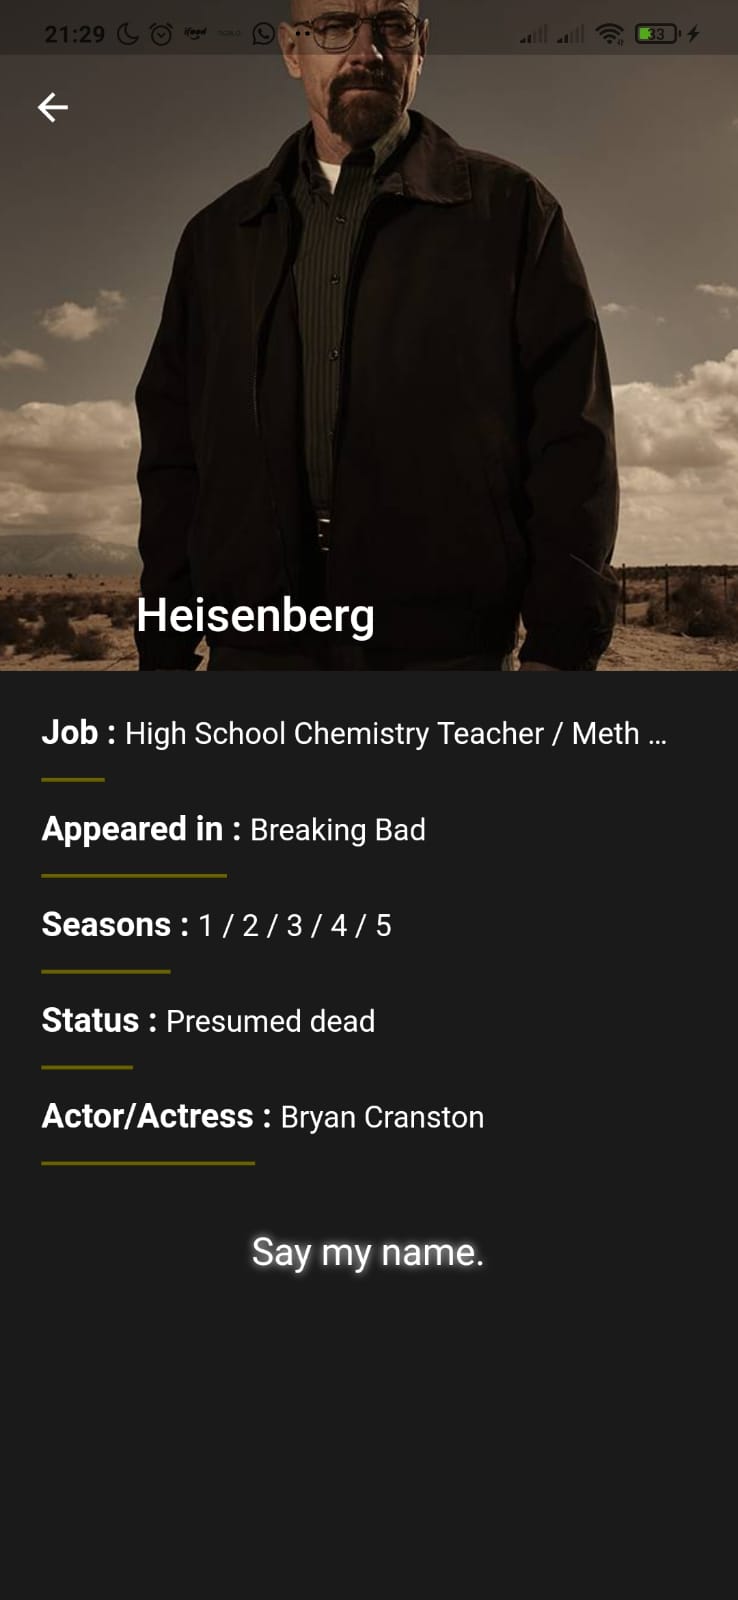 21:29 ifood 33
Heisenberg
Job : High School Chemistry Teacher / Meth ...
Appeared in : Breaking Bad
Seasons : 1 / 2 / 3 / 4 / 5
Status : Presumed dead
Actor/Actress : Bryan Cranston
Say my name.